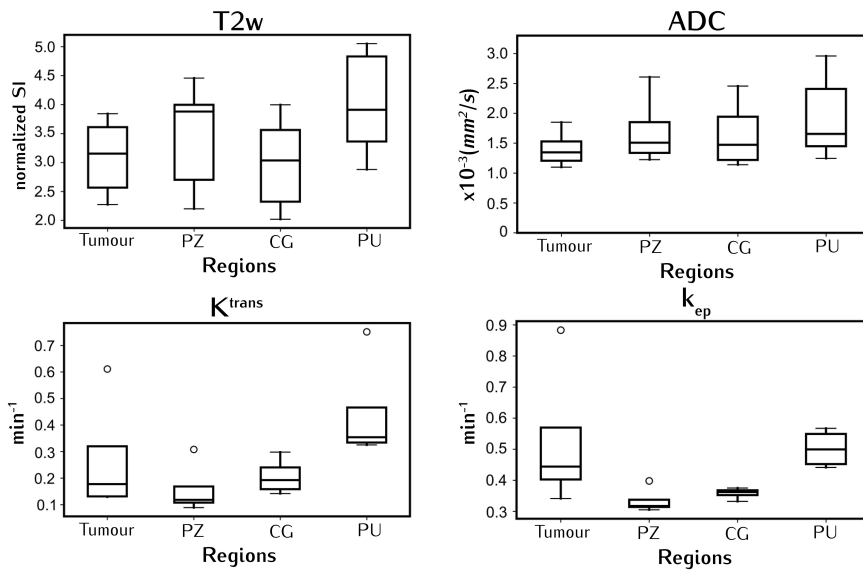 T2w
normalized SI
5.0
4.5
4.0
3.5
3.0
2.5
2.0
Tumour PZ CG PU
Regions
ADC
x10⁻³(mm²/s)
3.0
2.5
2.0
1.5
1.0
0
Tumour PZ CG PU
Regions
Kᵗʳᵃⁿˢ
min⁻¹
0.7
0.6
0.5
0.4
0.3
0.2
0.1
Tumour PZ CG PU
Regions
kₑₚ
min⁻¹
0.9
0.8
0.7
0.6
0.5
0.4
0.3
Tumour PZ CG PU
Regions